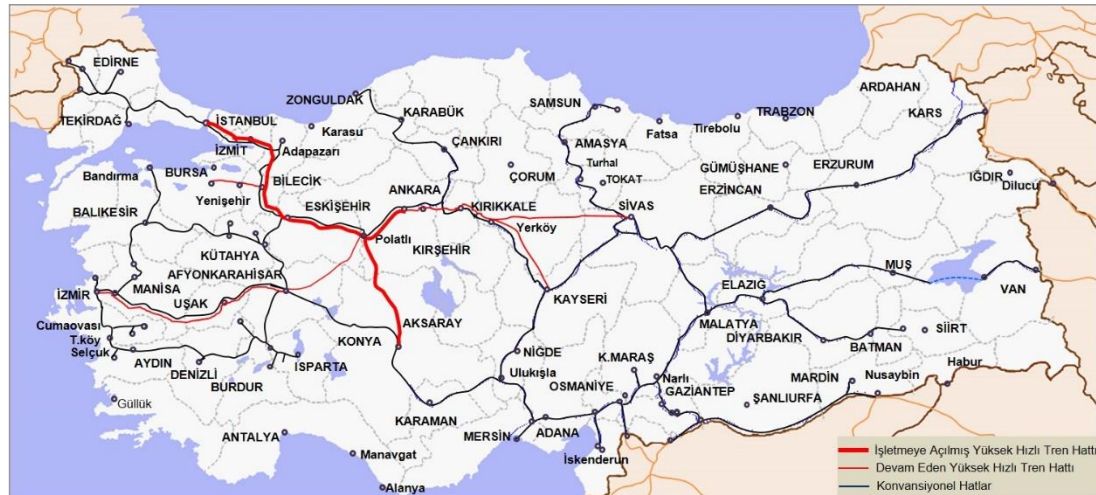 EDİRNE
TEKİRDAĞ
İSTANBUL
İZMİT
Adapazarı
Karasu
ZONGULDAK
KARABÜK
ÇANKIRI
SAMSUN
AMASYA
Turhal
TOKAT
Fatsa
Tirebolu
TRABZON
GÜMÜŞHANE
ERZİNCAN
ERZURUM
ARDAHAN
KARS
IĞDIR
Dilucu
Bandırma
BURSA
Yenişehir
BİLECİK
ESKİŞEHİR
ANKARA
KIRIKKALE
ÇORUM
Yerköy
SİVAS
BALIKESİR
KÜTAHYA
AFYONKARAHİSAR
Polatlı
KIRŞEHİR
KAYSERİ
MUŞ
VAN
ELAZIĞ
İZMİR
MANİSA
UŞAK
AKSARAY
KONYA
MALATYA
DİYARBAKIR
BATMAN
SİİRT
Cumaovası
T.köy
Selçuk
AYDIN
DENİZLİ
BURDUR
ISPARTA
NİĞDE
Ulukışla
K.MARAŞ
OSMANİYE
Narlı
GAZİANTEP
ŞANLIURFA
MARDİN
Nusaybin
Habur
Güllük
ANTALYA
Manavgat
Alanya
KARAMAN
MERSİN
ADANA
İskenderun
İşletmeye Açılmış Yüksek Hızlı Tren Hattı
Devam Eden Yüksek Hızlı Tren Hattı
Konvansiyonel Hatlar